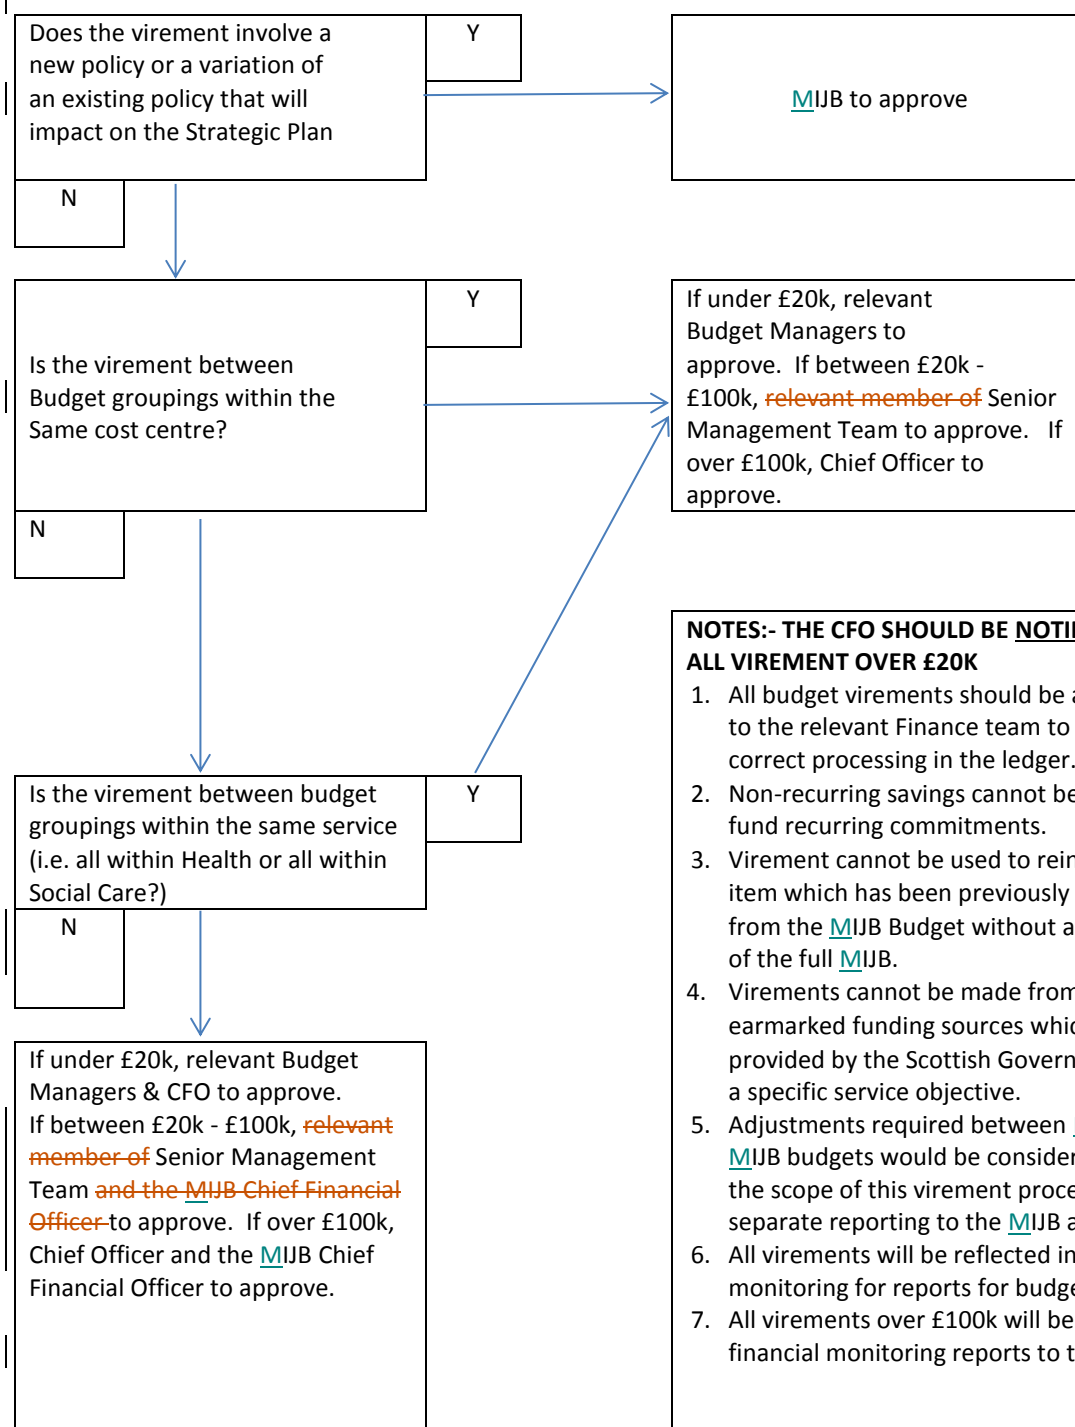 Does the virement involve a
new policy or a variation of
an existing policy that will
impact on the Strategic Plan
Y
MIJB to approve
N
Is the virement between
Budget groupings within the
Same cost centre?
Y
If under £20k, relevant
Budget Managers to
approve. If between £20k -
£100k, relevant member of Senior
Management Team to approve. If
over £100k, Chief Officer to
approve.
N
Is the virement between budget
groupings within the same service
(i.e. all within Health or all within
Social Care?)
Y
N
If under £20k, relevant Budget
Managers & CFO to approve.
If between £20k - £100k, relevant
member of Senior Management
Team and the MIJB Chief Financial
Officer to approve. If over £100k,
Chief Officer and the MIJB Chief
Financial Officer to approve.
NOTES:- THE CFO SHOULD BE
ALL VIREMENT OVER £20K
1. All budget virements should be
to the relevant Finance team to
correct processing in the ledger.
2. Non-recurring savings cannot be
fund recurring commitments.
3. Virement cannot be used to
item which has been previously
from the MIJB Budget without
of the full MIJB.
4. Virements cannot be made from
earmarked funding sources
provided by the Scottish
a specific service objective.
5. Adjustments required between
MIJB budgets would be
the scope of this virement
separate reporting to the MIJB
6. All virements will be reflected in
monitoring for reports for
7. All virements over £100k will be
financial monitoring reports to